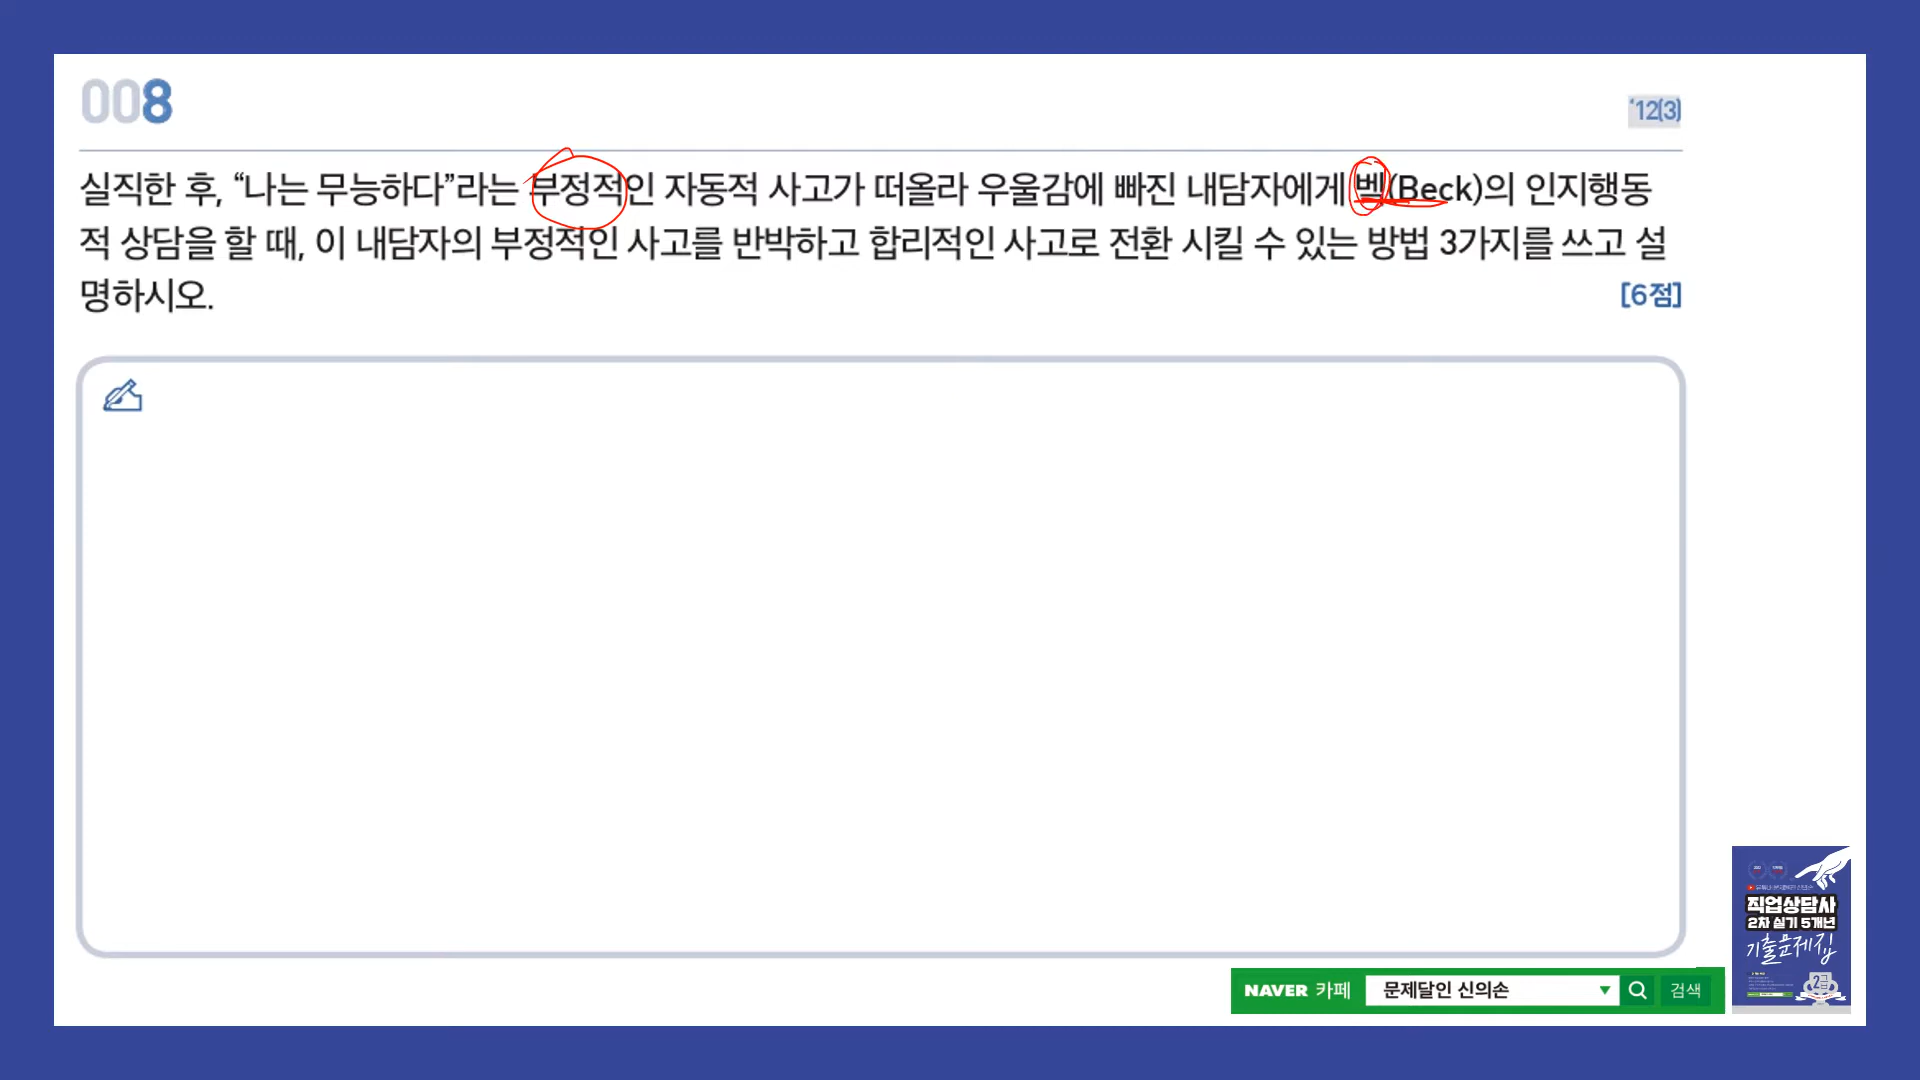 008
'12(3)
실직한 후, “나는 무능하다”라는 부정적인 자동적 사고가 떠올라 우울감에 빠진 내담자에게 벡(Beck)의 인지행동
적 상담을 할 때, 이 내담자의 부정적인 사고를 반박하고 합리적인 사고로 전환 시킬 수 있는 방법 3가지를 쓰고 설
명하시오.
[6점]
직업상담사
2차 실기 5개년
기출문제집
2급
NAVER 카페 문제달인 신의손 검색